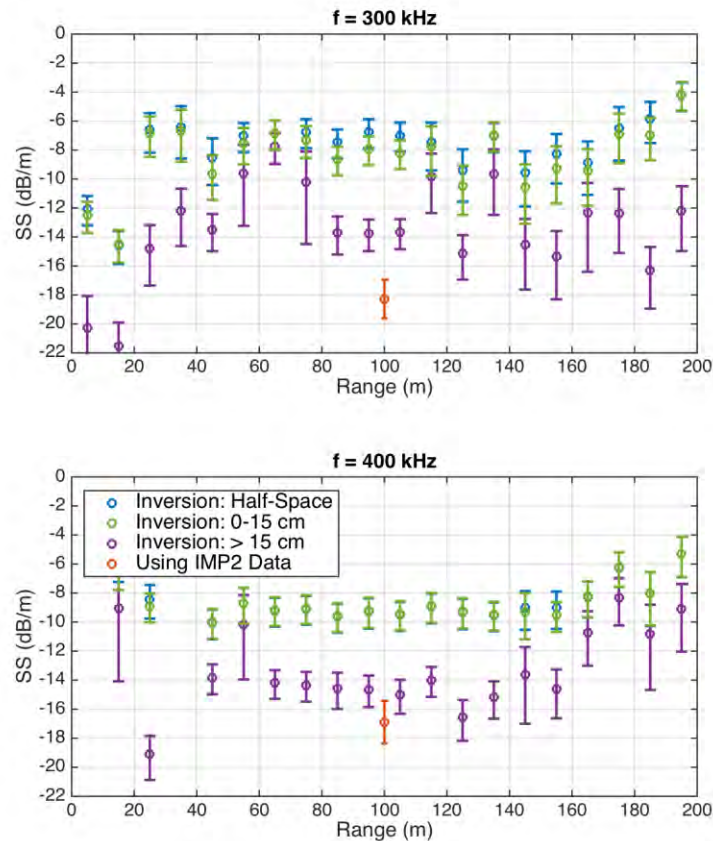 f = 300 kHz
0
-2
-4
-6
-8
-10
-12
-14
-16
-18
-20
-22
SS (dB/m)
0 20 40 60 80 100 120 140 160 180 200
Range (m)
f = 400 kHz
0
-2
-4
-6
-8
-10
-12
-14
-16
-18
-20
-22
SS (dB/m)
Inversion: Half-Space
Inversion: 0-15 cm
Inversion: > 15 cm
Using IMP2 Data
0 20 40 60 80 100 120 140 160 180 200
Range (m)